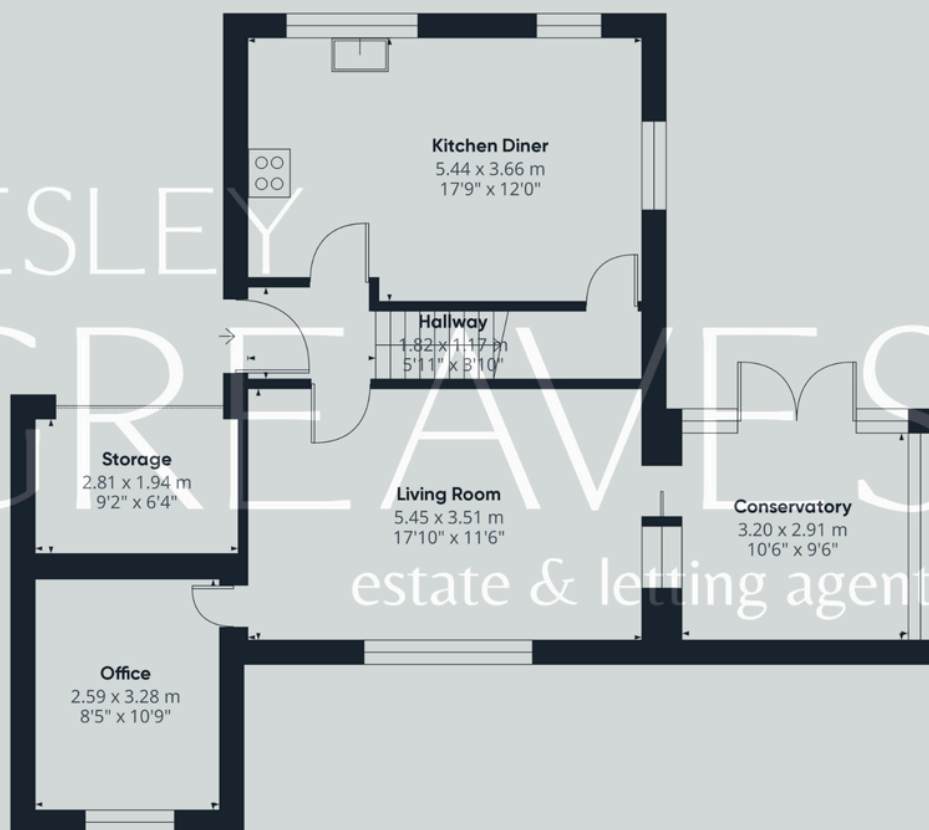 Kitchen Diner
5.44 x 3.66 m
17'9" x 12'0"
ESLEY
GREAVES
Hallway
1.82 x 1.17 m
5'11" x 3'10"
Storage
2.81 x 1.94 m
9'2" x 6'4"
Living Room
5.45 x 3.51 m
17'10" x 11'6"
Conservatory
3.20 x 2.91 m
10'6" x 9'6"
estate & letting agent
Office
2.59 x 3.28 m
8'5" x 10'9"